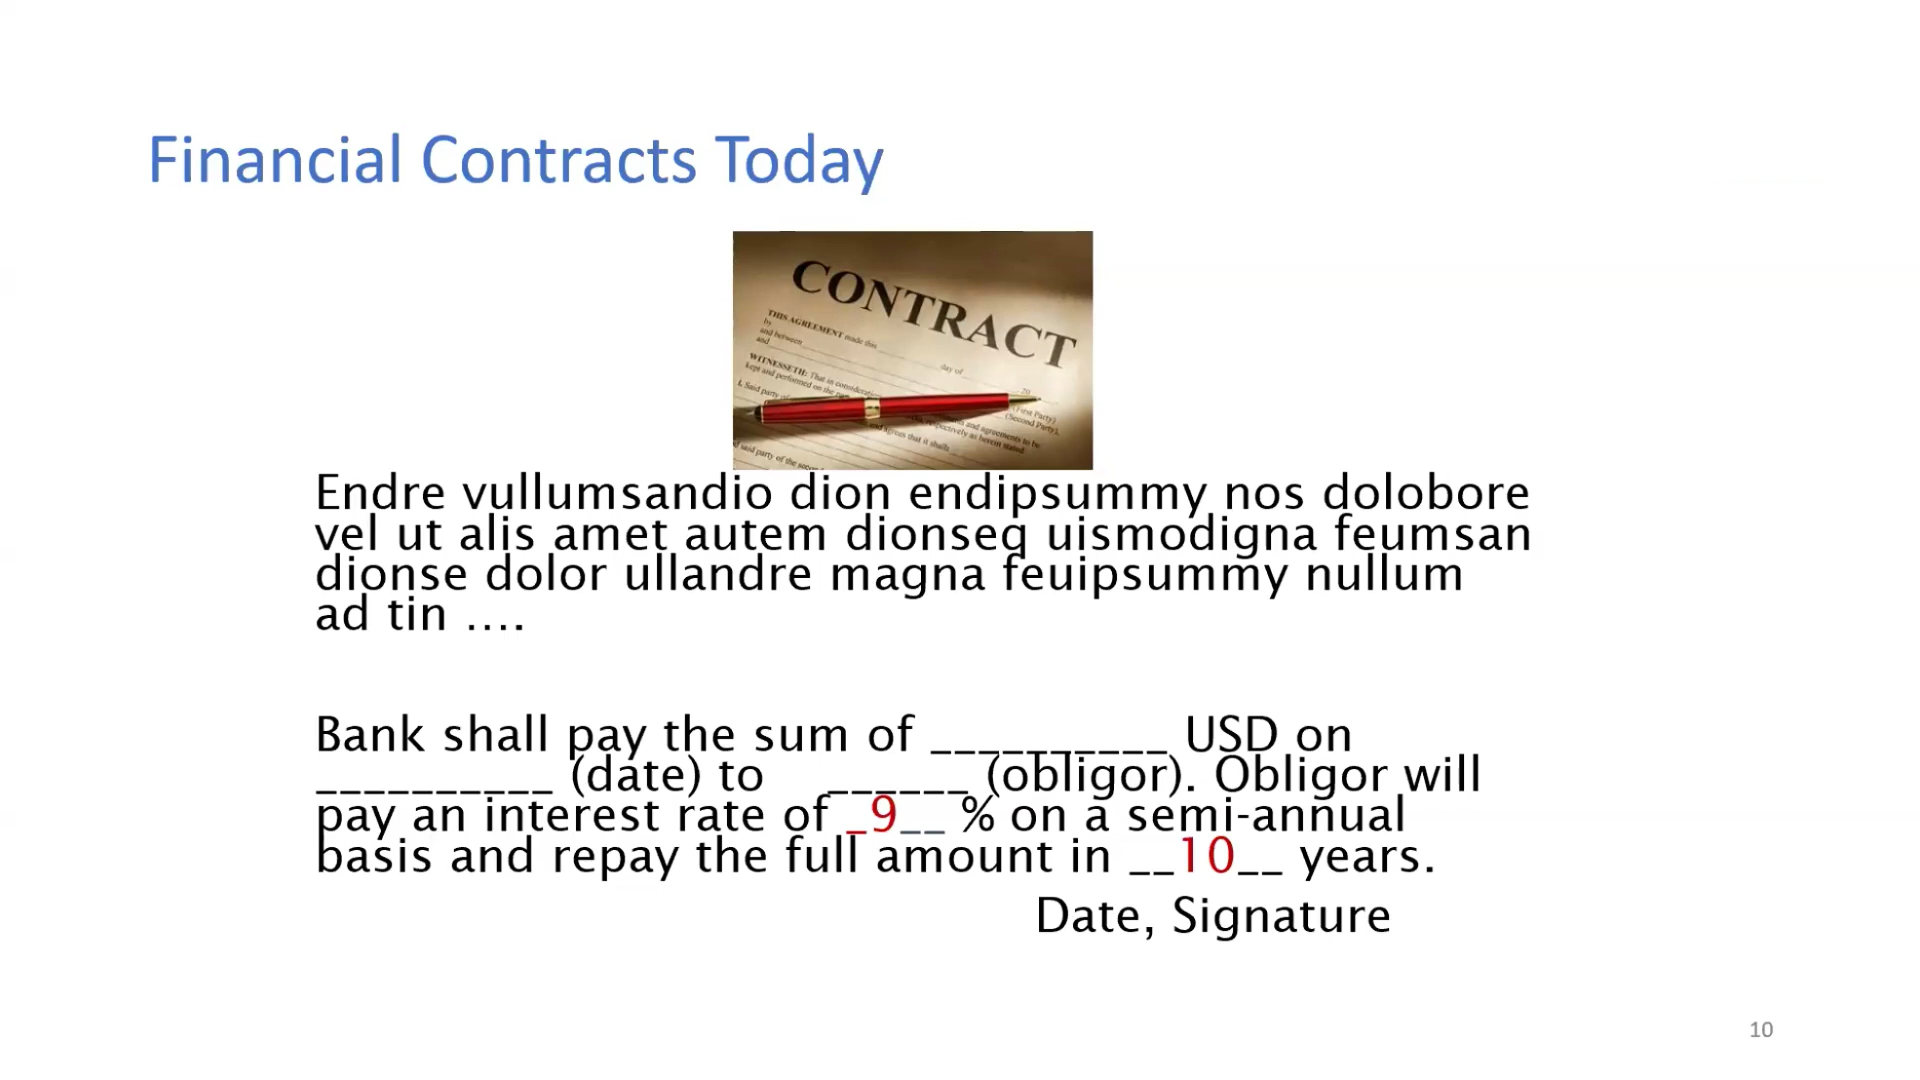 Financial Contracts Today
CONTRACT
THIS AGREEMENT made this
by
and between
day of
20
and
WITNESSETH: That in consideration
kept and performed on the
(First Party)
I. Said party of
(Second Party),
and agreements to be
respectively as herein stated
and agrees that it shall
said party of the second
Endre vullumsandio dion endipsummy nos dolobore
vel ut alis amet autem dionseq uismodigna feumsan
dionse dolor ullandre magna feuipsummy nullum
ad tin ....
Bank shall pay the sum of __________ USD on
__________ (date) to ______ (obligor). Obligor will
pay an interest rate of _9__ % on a semi-annual
basis and repay the full amount in __10__ years.
Date, Signature
10